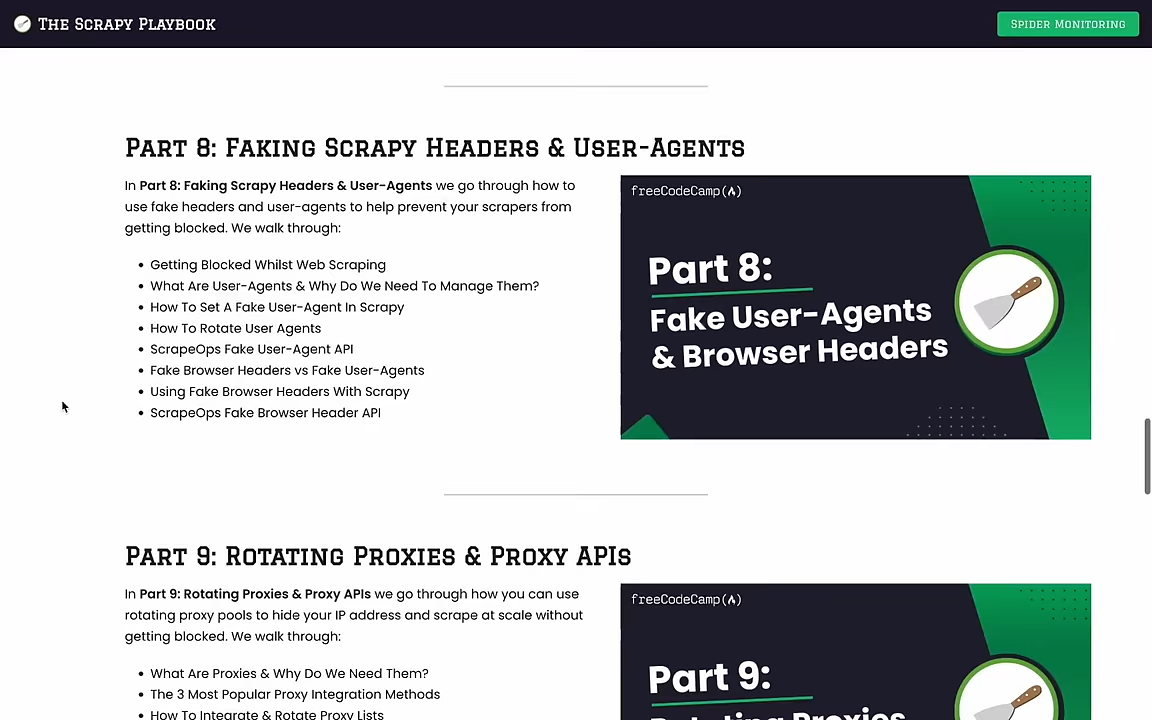 The Scrapy Playbook
Spider Monitoring
Part 8: Faking Scrapy Headers & User-Agents
In Part 8: Faking Scrapy Headers & User-Agents we go through how to
use fake headers and user-agents to help prevent your scrapers from
getting blocked. We walk through:
Getting Blocked Whilst Web Scraping
What Are User-Agents & Why Do We Need To Manage Them?
How To Set A Fake User-Agent In Scrapy
How To Rotate User Agents
ScrapeOps Fake User-Agent API
Fake Browser Headers vs Fake User-Agents
Using Fake Browser Headers With Scrapy
ScrapeOps Fake Browser Header API
freeCodeCamp
Part 8:
Fake User-Agents
& Browser Headers
Part 9: Rotating Proxies & Proxy APIs
In Part 9: Rotating Proxies & Proxy APIs we go through how you can use
rotating proxy pools to hide your IP address and scrape at scale without
getting blocked. We walk through:
What Are Proxies & Why Do We Need Them?
The 3 Most Popular Proxy Integration Methods
How To Integrate & Rotate Proxy Lists
freeCodeCamp
Part 9:
Rotating Proxies